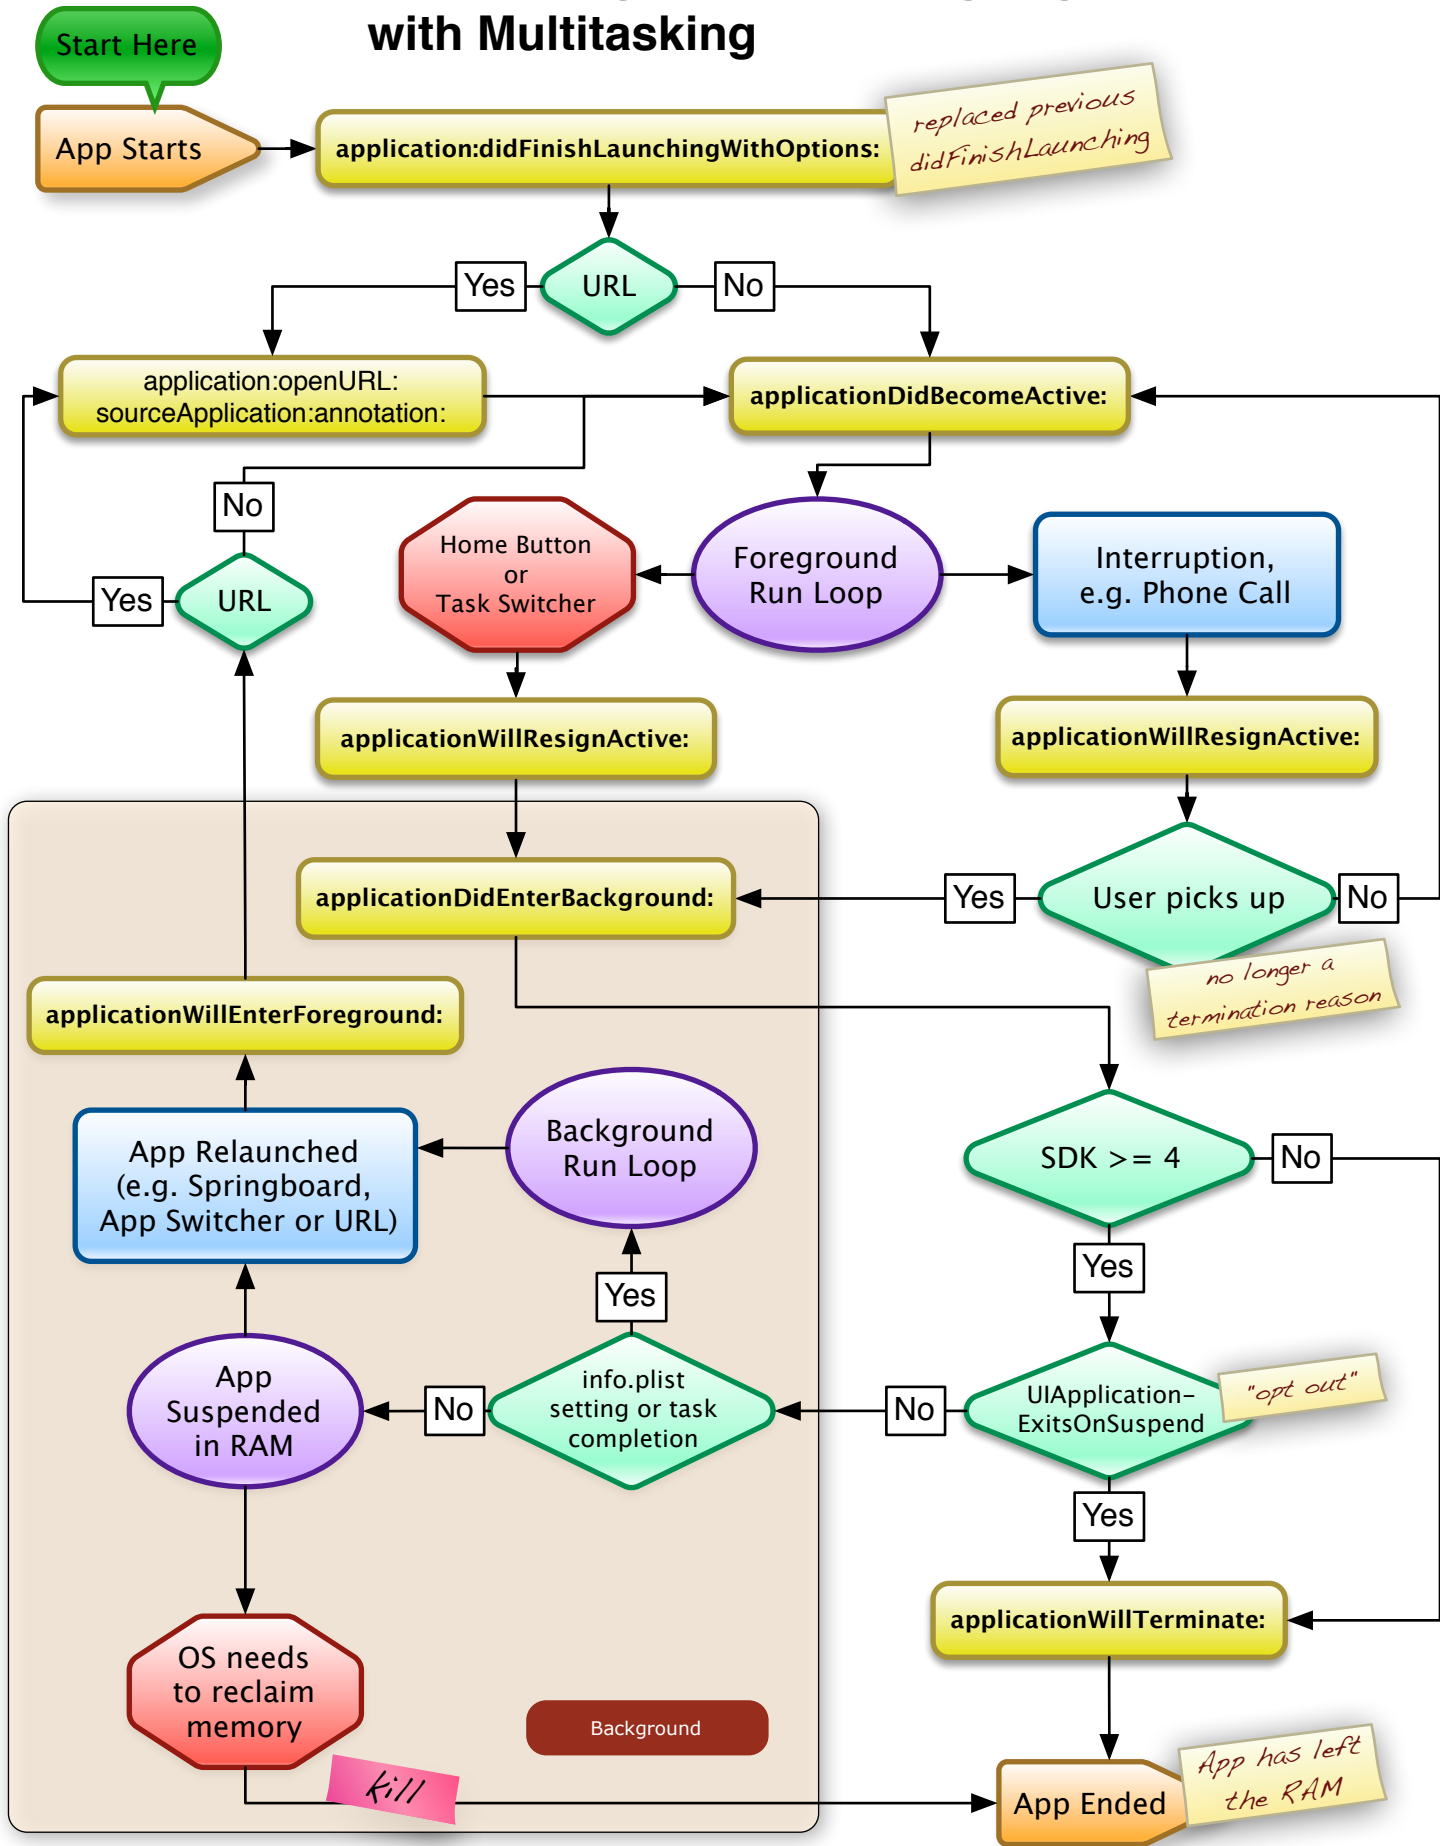 with Multitasking
Start Here
App Starts
application:didFinishLaunchingWithOptions:
replaced previous
didFinishLaunching
Yes
URL
No
application:openURL:
sourceApplication:annotation:
applicationDidBecomeActive:
No
Yes
URL
Home Button
or
Task Switcher
Foreground
Run Loop
Interruption,
e.g. Phone Call
applicationWillResignActive:
applicationWillResignActive:
applicationDidEnterBackground:
Yes
User picks up
No
no longer a
termination reason
applicationWillEnterForeground:
App Relaunched
(e.g. Springboard,
App Switcher or URL)
Background
Run Loop
SDK >= 4
No
Yes
Yes
App
Suspended
in RAM
No
info.plist
setting or task
completion
No
UIApplication-
ExitsOnSuspend
"opt out"
Yes
applicationWillTerminate:
OS needs
to reclaim
memory
Background
kill
App Ended
App has left
the RAM